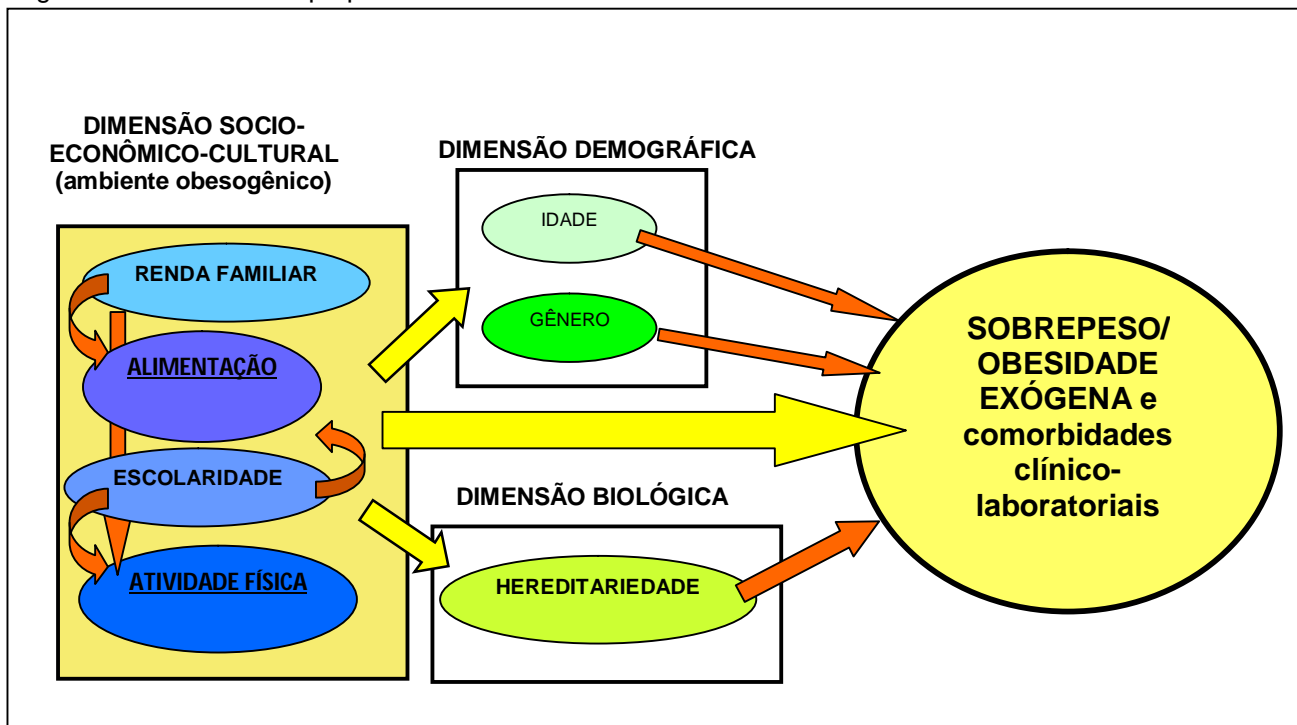 DIMENSÃO SOCIO-
ECONÔMICO-CULTURAL
(ambiente obesogênico)
RENDA FAMILIAR
ALIMENTAÇÃO
ESCOLARIDADE
ATIVIDADE FÍSICA
DIMENSÃO DEMOGRÁFICA
IDADE
GÊNERO
DIMENSÃO BIOLÓGICA
HEREDITARIEDADE
SOBREPESO/
OBESIDADE
EXÓGENA e
comorbidades
clínico-
laboratoriais